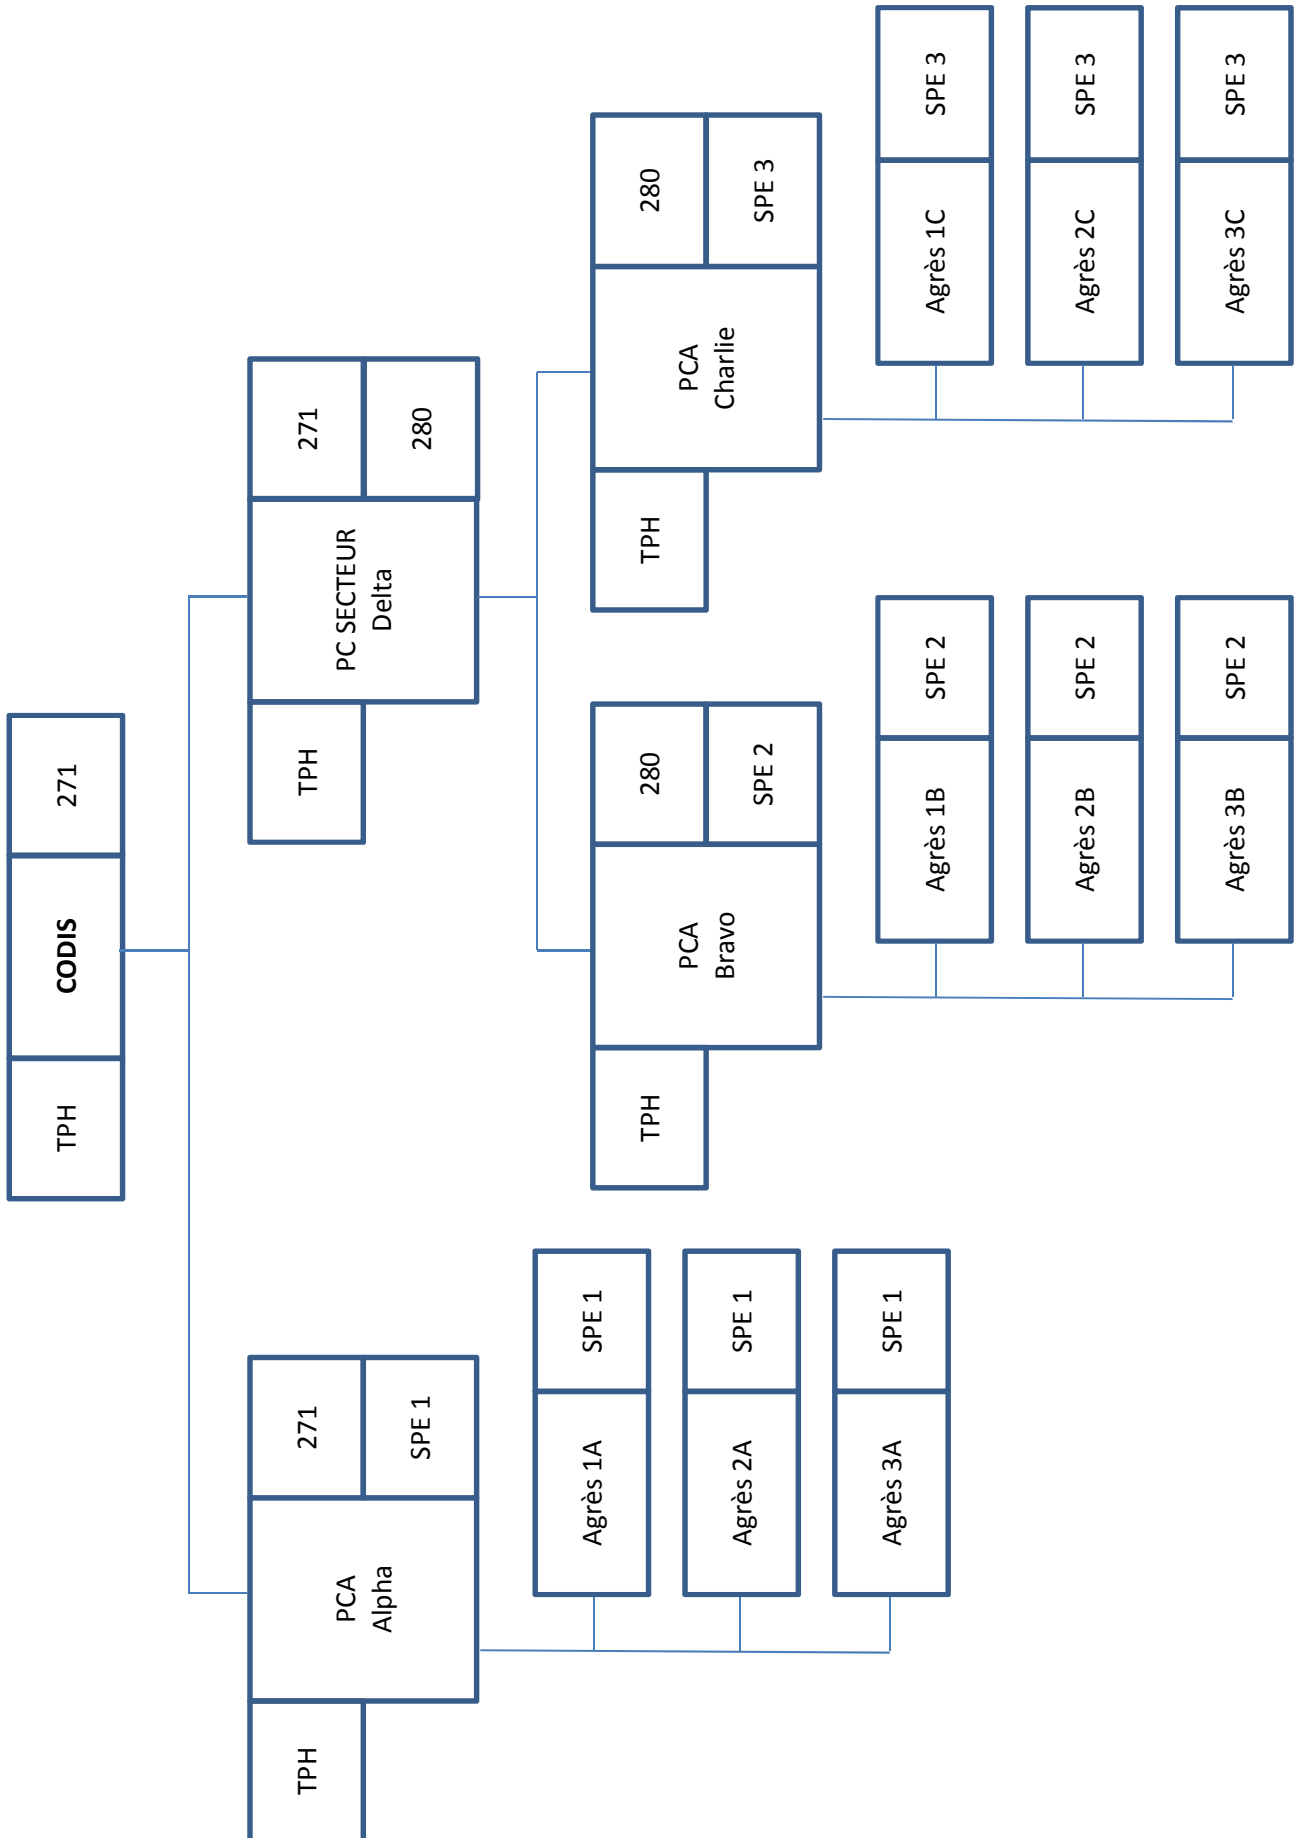 TPH
CODIS
271
TPH
PCA
Alpha
271
SPE 1
Agrès 1A
SPE 1
Agrès 2A
SPE 1
Agrès 3A
SPE 1
TPH
PC SECTEUR
Delta
271
280
TPH
PCA
Bravo
280
SPE 2
Agrès 1B
SPE 2
Agrès 2B
SPE 2
Agrès 3B
SPE 2
TPH
PCA
Charlie
280
SPE 3
Agrès 1C
SPE 3
Agrès 2C
SPE 3
Agrès 3C
SPE 3